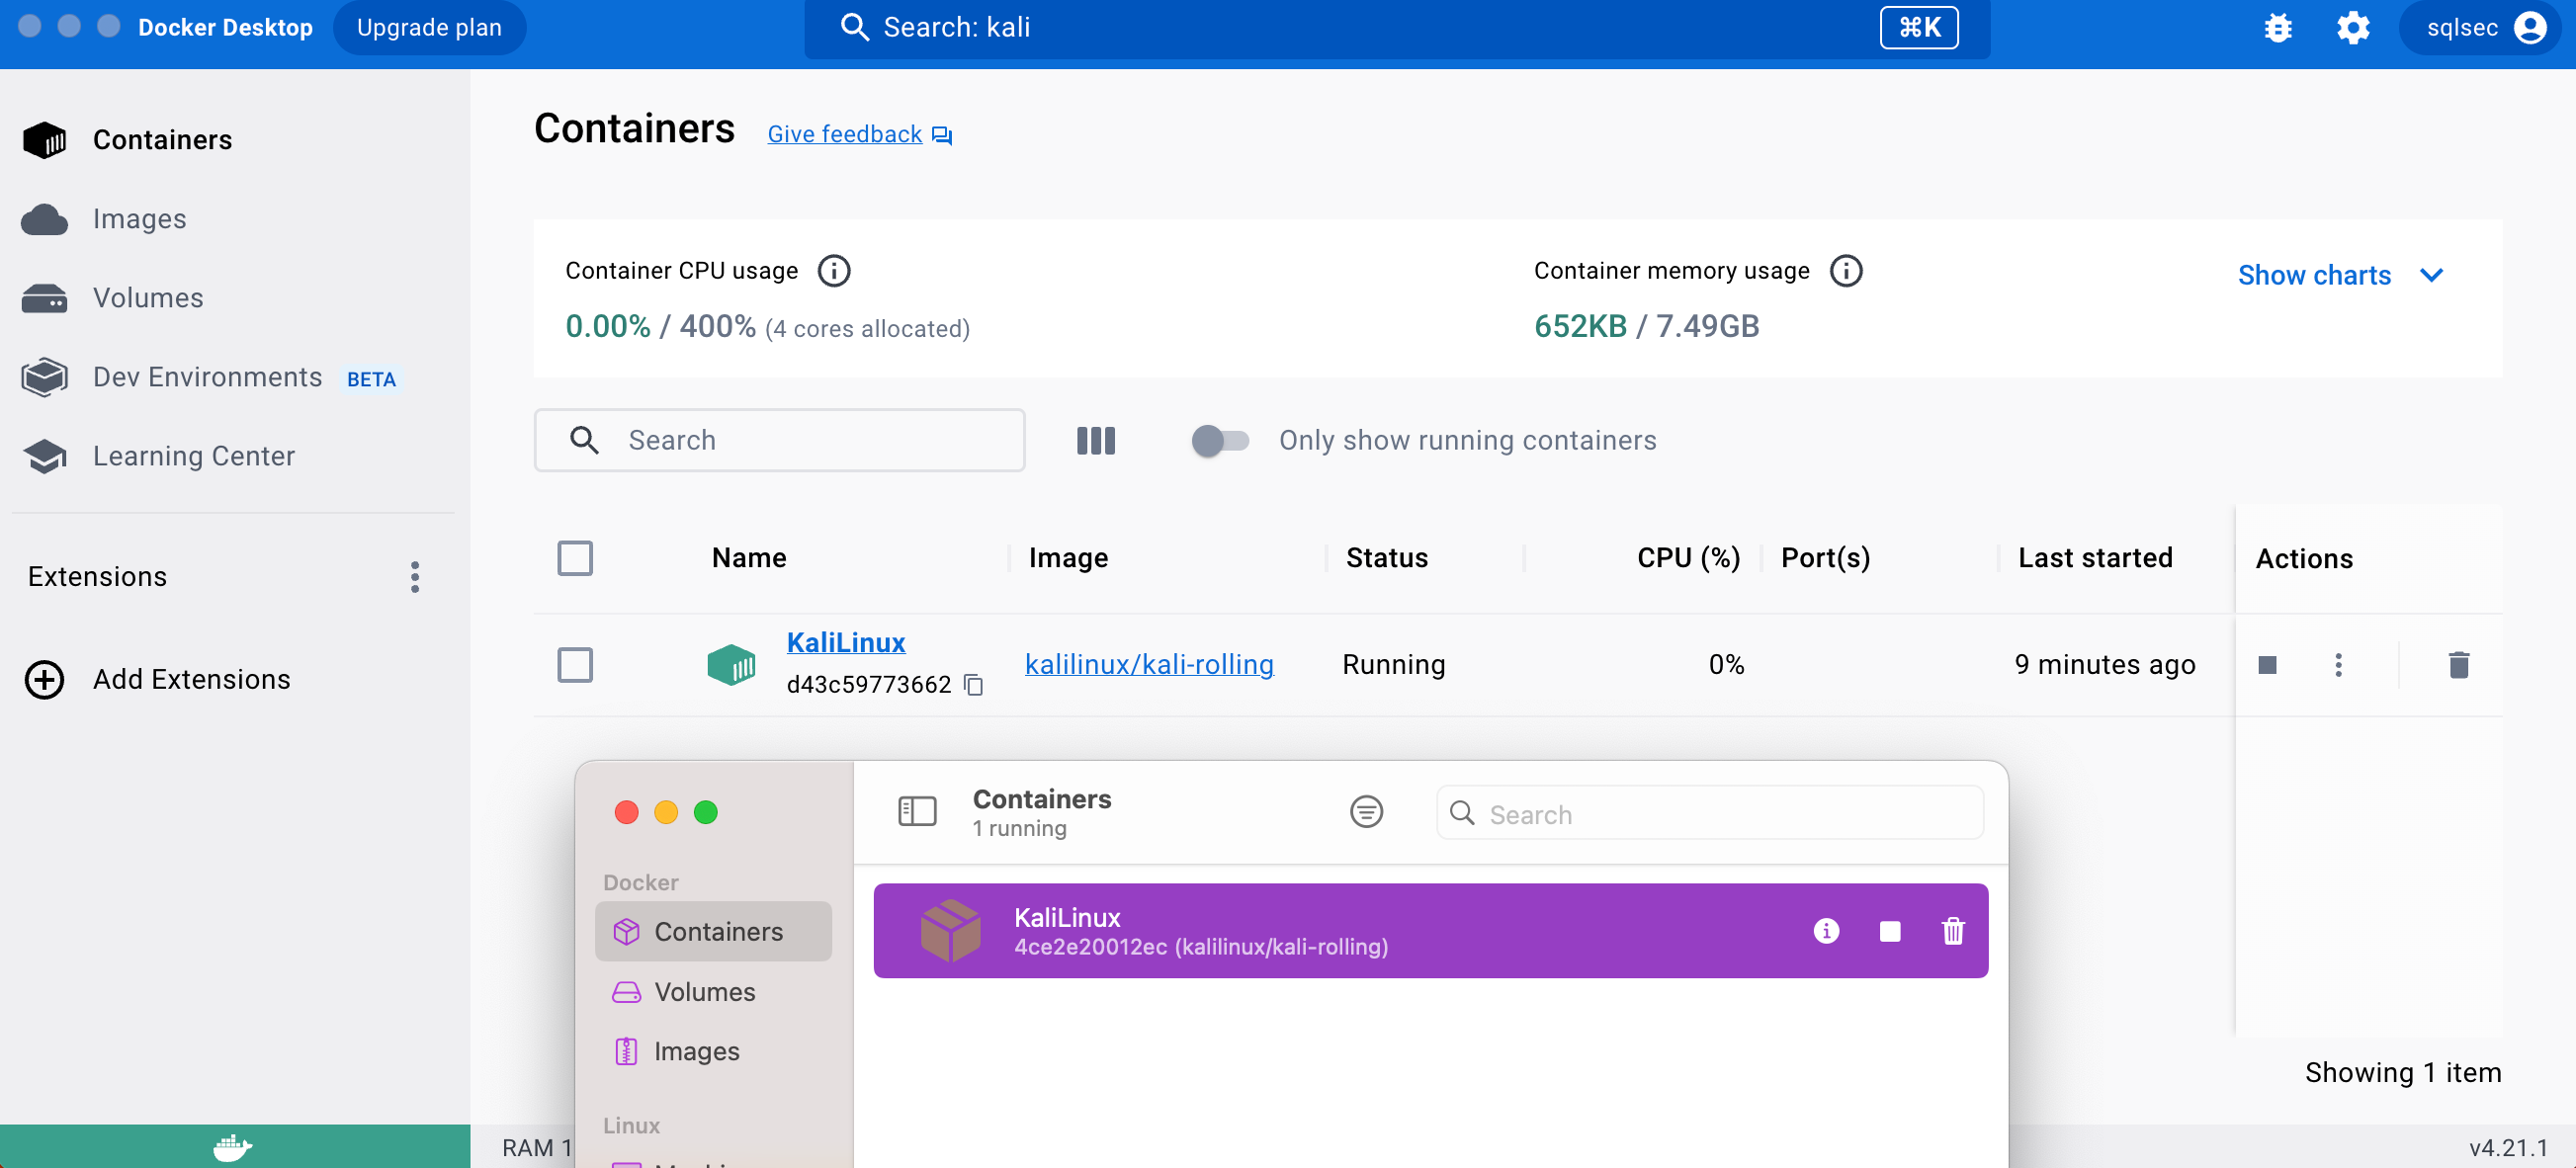 Docker Desktop
Upgrade plan
Search: kali
⌘K
sqlsec
Containers
Images
Volumes
Dev Environments BETA
Learning Center
Extensions
Add Extensions
Containers Give feedback
Container CPU usage
0.00% / 400% (4 cores allocated)
Container memory usage
652KB / 7.49GB
Show charts
Search
Only show running containers
Name Image Status CPU (%) Port(s) Last started Actions
KaliLinux
d43c59773662
kalilinux/kali-rolling Running 0% 9 minutes ago
Containers
1 running
Search
Docker
Containers
Volumes
Images
Linux
KaliLinux
4ce2e20012ec (kalilinux/kali-rolling)
Showing 1 item
RAM 1
v4.21.1